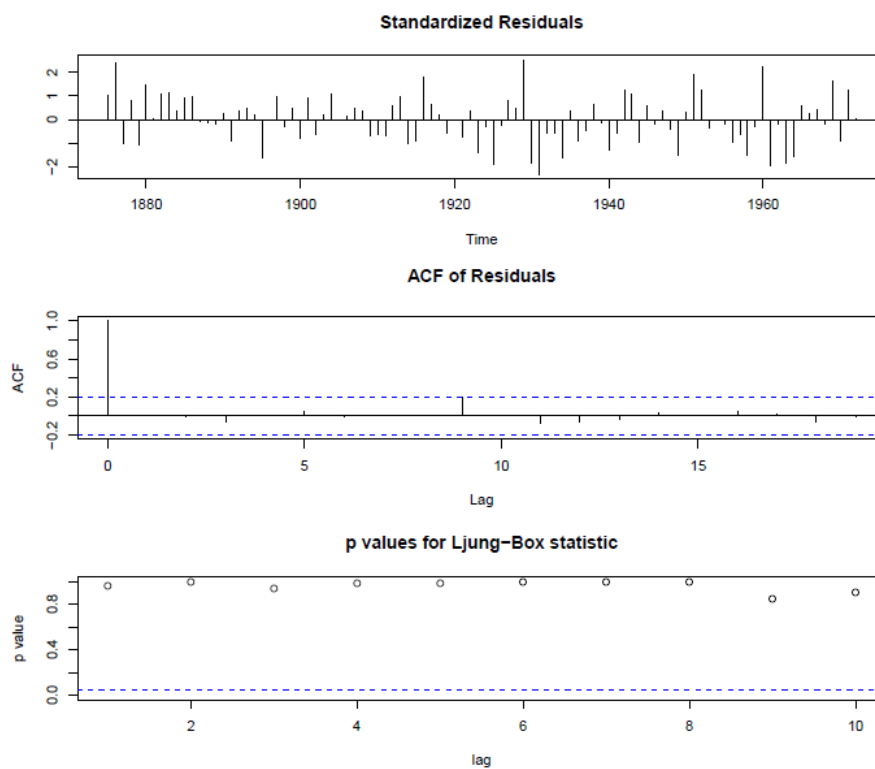 Standardized Residuals
2
1
0
−2
1880 1900 1920 1940 1960
Time
ACF of Residuals
1.0
0.6
0.2
−0.2
ACF
0 5 10 15
Lag
p values for Ljung−Box statistic
0.8
0.4
0.0
p value
2 4 6 8 10
lag